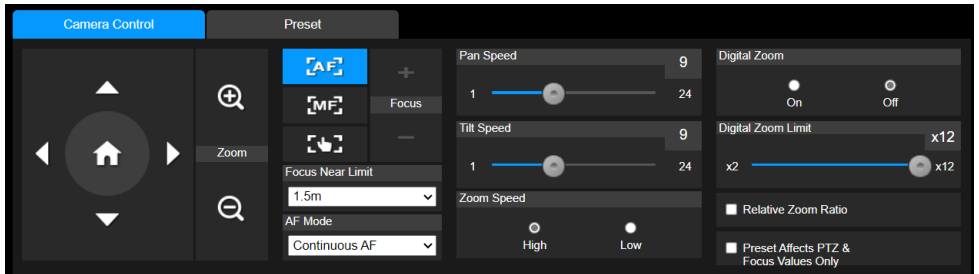 Camera Control
Preset
Zoom
AF
MF
Focus
Focus Near Limit
1.5m
AF Mode
Continuous AF
Pan Speed
9
1
24
Tilt Speed
9
1
24
Zoom Speed
High
Low
Digital Zoom
On
Off
Digital Zoom Limit
x12
x2
x12
Relative Zoom Ratio
Preset Affects PTZ &
Focus Values Only